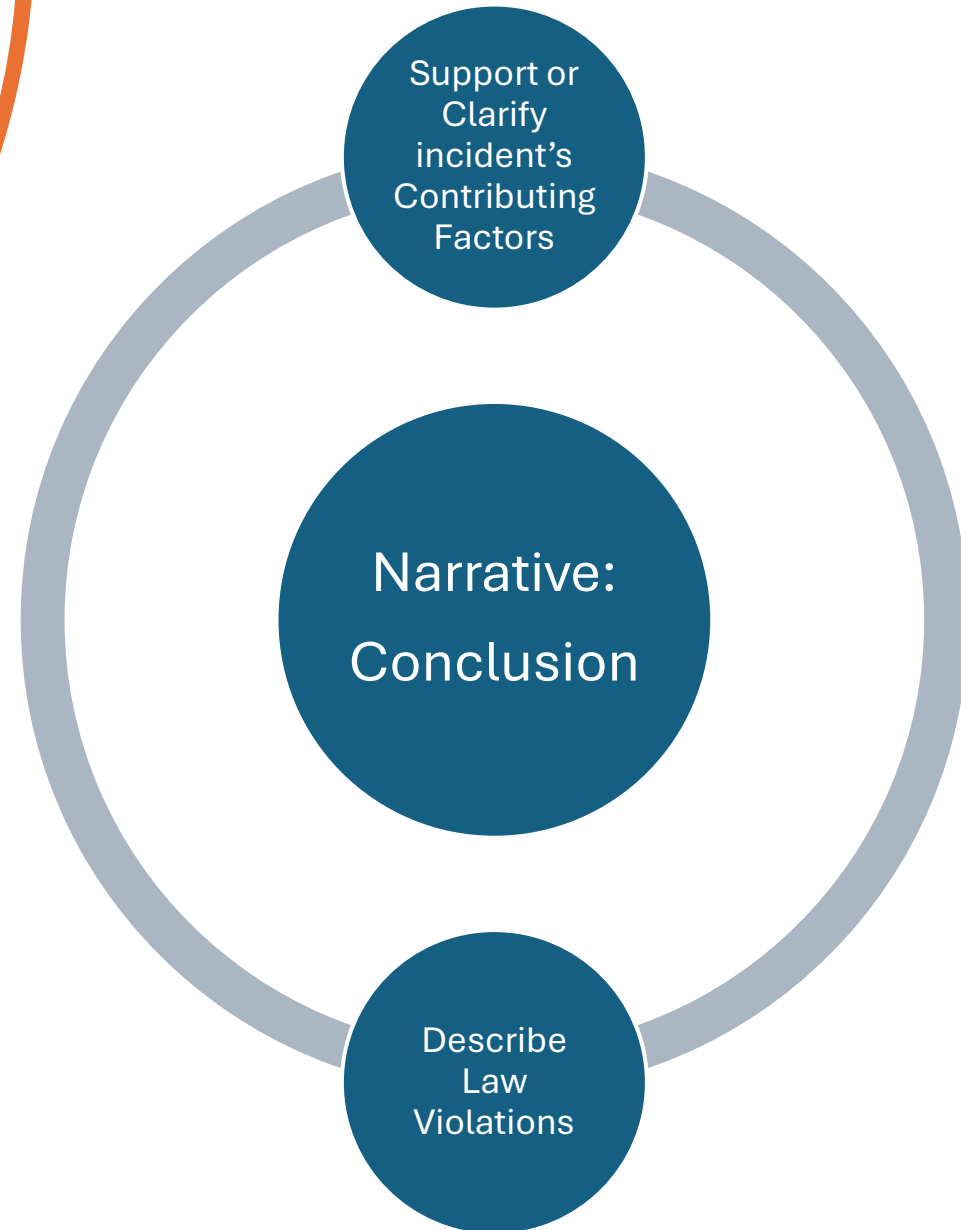 Support or
Clarify
incident’s
Contributing
Factors
Narrative:
Conclusion
Describe
Law
Violations